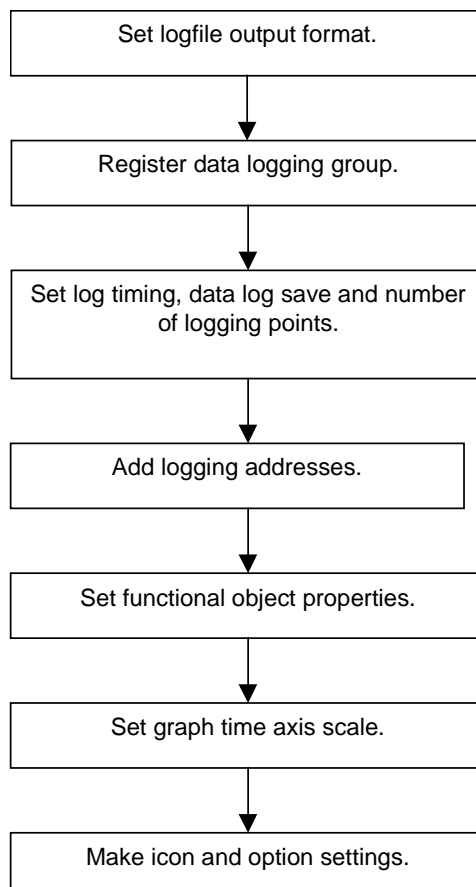 Set logfile output format.
Register data logging group.
Set log timing, data log save and number
of logging points.
Add logging addresses.
Set functional object properties.
Set graph time axis scale.
Make icon and option settings.